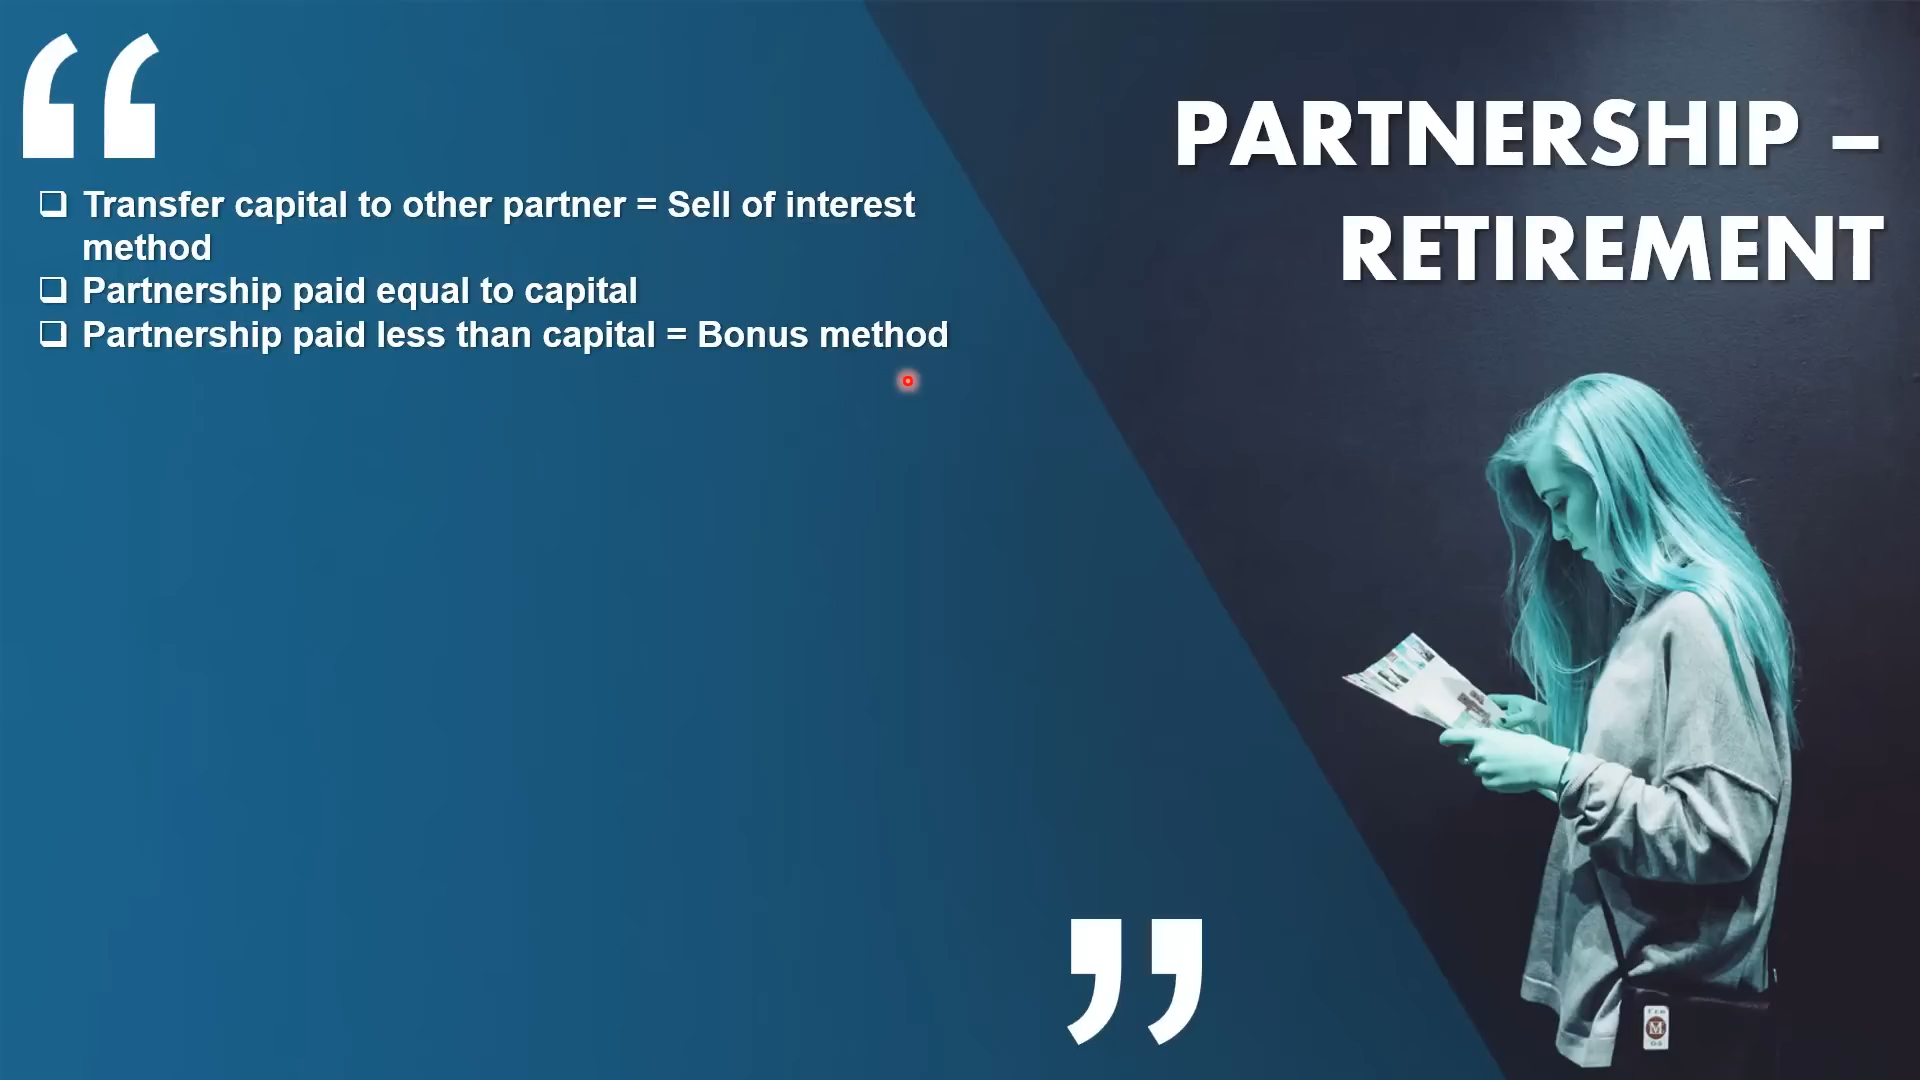 PARTNERSHIP –
RETIREMENT
❑ Transfer capital to other partner = Sell of interest
method
❑ Partnership paid equal to capital
❑ Partnership paid less than capital = Bonus method
M